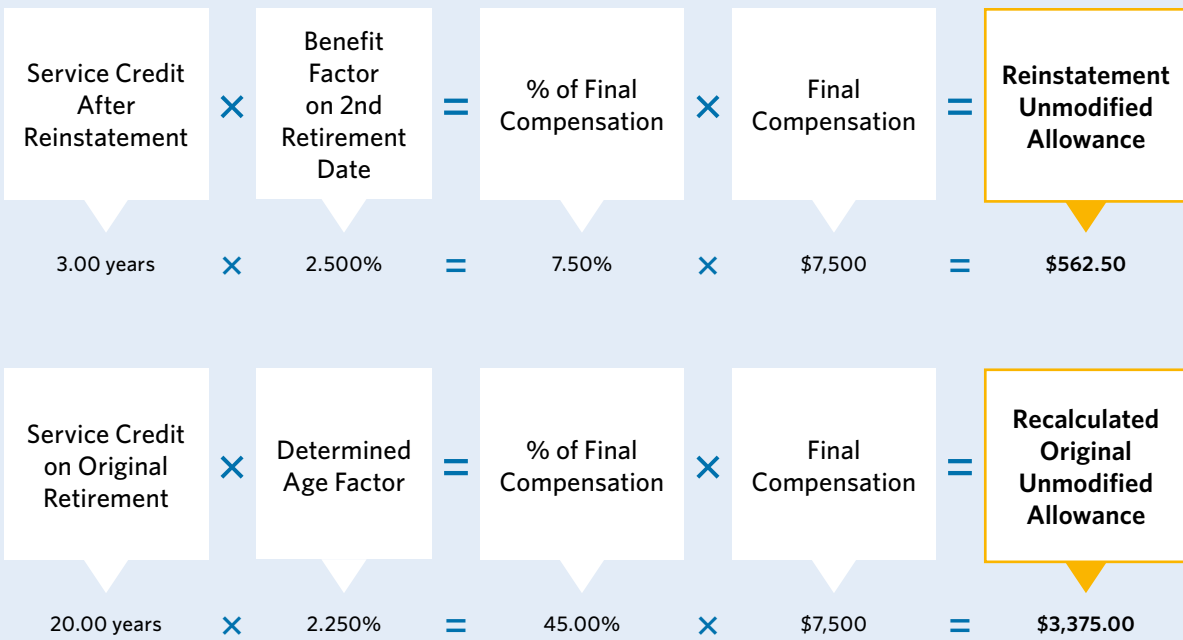 Service Credit
After
Reinstatement
×
Benefit
Factor
on 2nd
Retirement
Date
=
% of Final
Compensation
×
Final
Compensation
=
Reinstatement
Unmodified
Allowance
3.00 years × 2.500% = 7.50% × $7,500 = $562.50
Service Credit
on Original
Retirement
×
Determined
Age Factor
=
% of Final
Compensation
×
Final
Compensation
=
Recalculated
Original
Unmodified
Allowance
20.00 years × 2.250% = 45.00% × $7,500 = $3,375.00